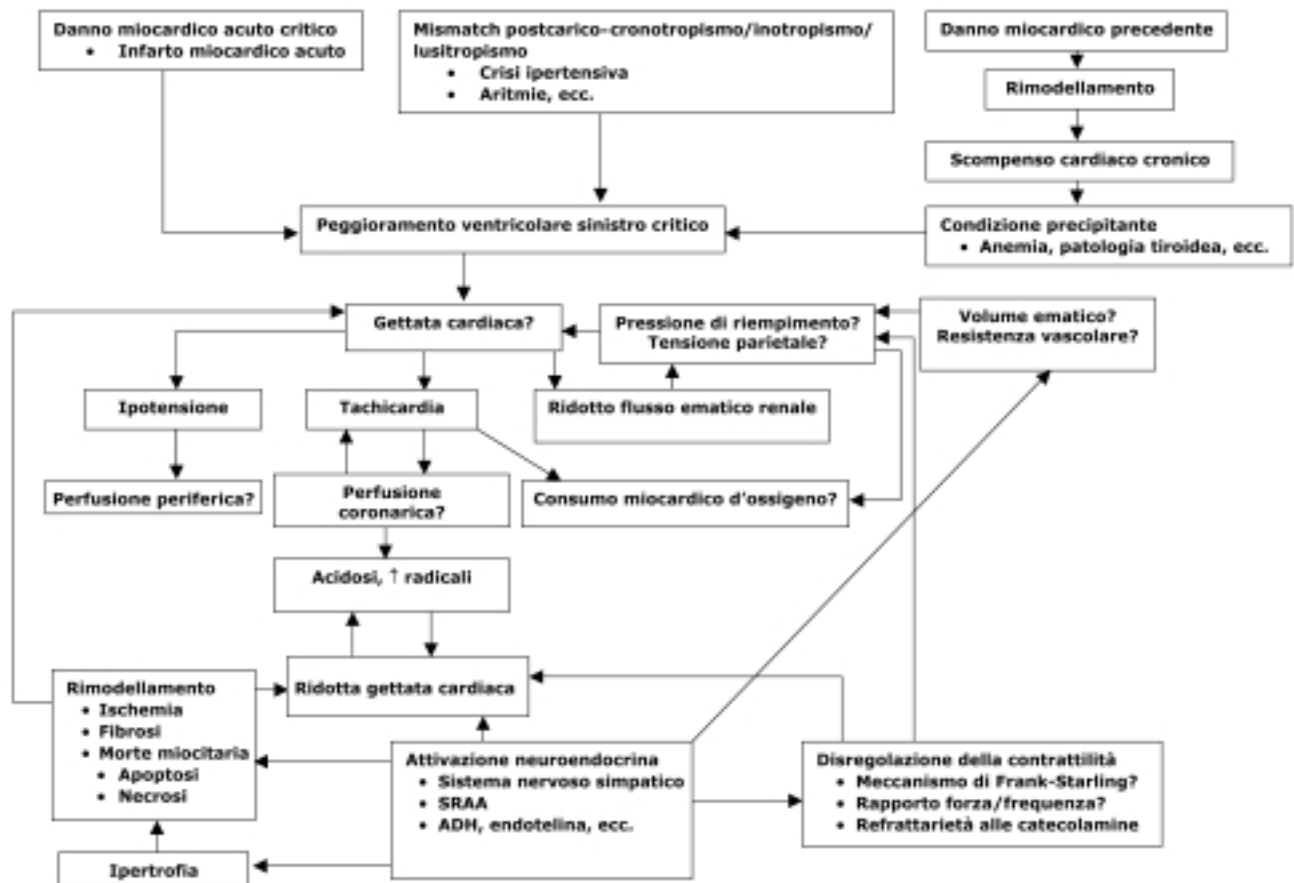 Danno miocardico acuto critico
• Infarto miocardico acuto
Mismatch postcarico-cronotropismo/inotropismo/
lusitropismo
• Crisi ipertensiva
• Aritmie, ecc.
Danno miocardico precedente
Rimodellamento
Scompenso cardiaco cronico
Peggioramento ventricolare sinistro critico
Condizione precipitante
• Anemia, patologia tiroidea, ecc.
Gettata cardiaca?
Pressione di riempimento?
Tensione parietale?
Volume ematico?
Resistenza vascolare?
Ipotensione
Tachicardia
Ridotto flusso ematico renale
Perfusione periferica?
Perfusione
coronarica?
Consumo miocardico d'ossigeno?
Acidosi, ↑ radicali
Ridotta gettata cardiaca
Rimodellamento
• Ischemia
• Fibrosi
• Morte miocitaria
• Apoptosi
• Necrosi
Attivazione neuroendocrina
• Sistema nervoso simpatico
• SRAA
• ADH, endotelina, ecc.
Disregolazione della contrattilità
• Meccanismo di Frank-Starling?
• Rapporto forza/frequenza?
• Refrattarietà alle catecolamine
Ipertrofia